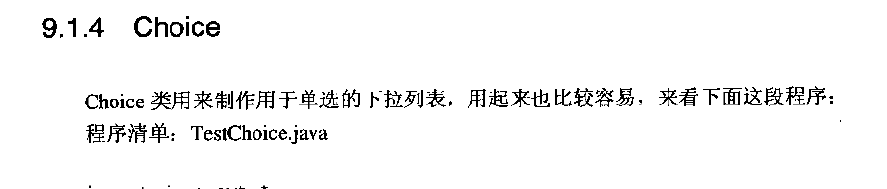 9.1.4 Choice
Choice 类用来制作用于单选的下拉列表，用起来也比较容易，来看下面这段程序：
程序清单：TestChoice.java